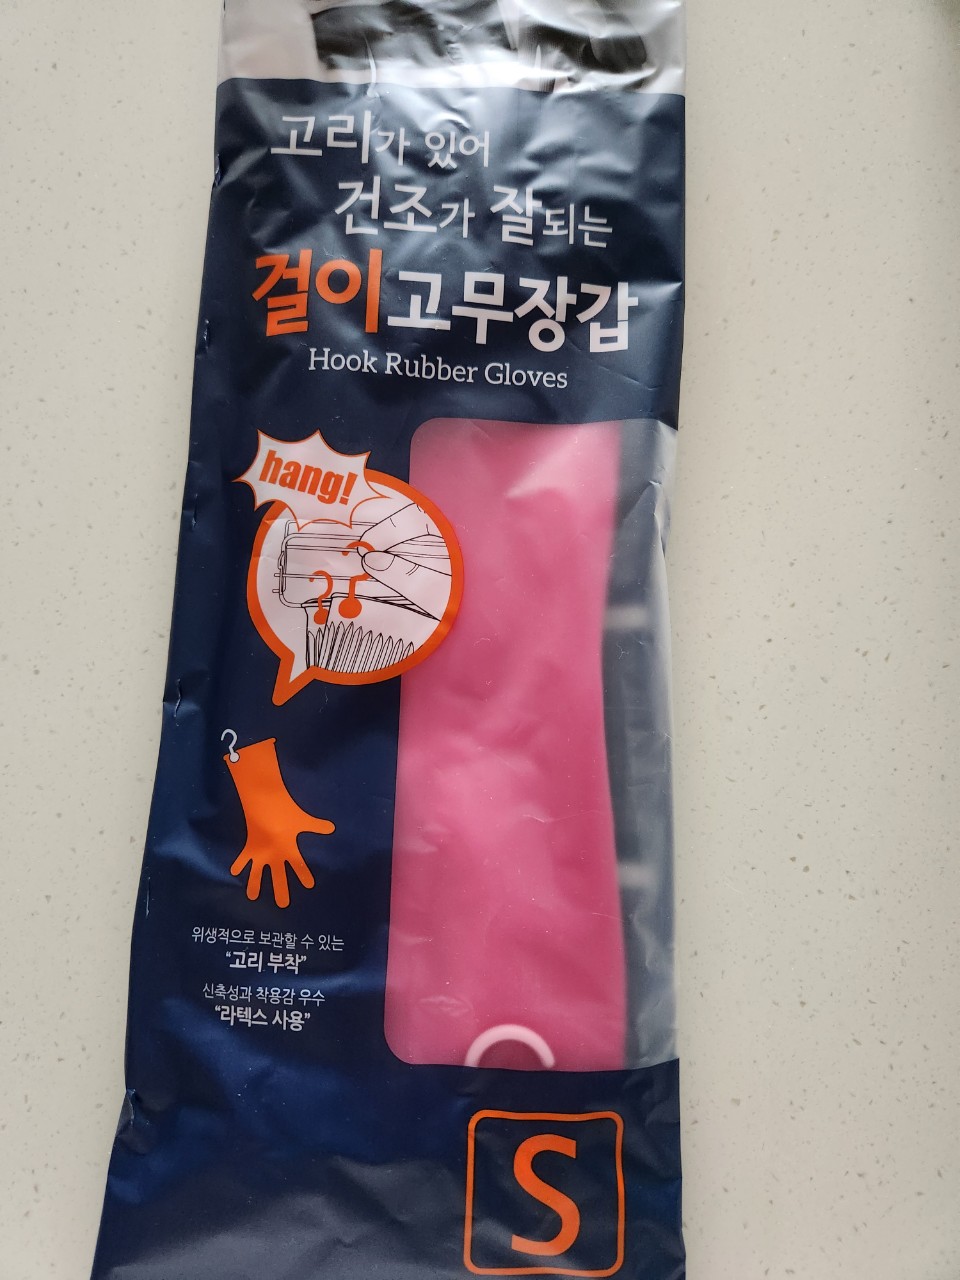 고리가 있어
건조가 잘되는
걸이고무장갑
Hook Rubber Gloves
hang!
위생적으로 보관할 수 있는
“고리 부착”
신축성과 착용감 우수
“라텍스 사용”
S